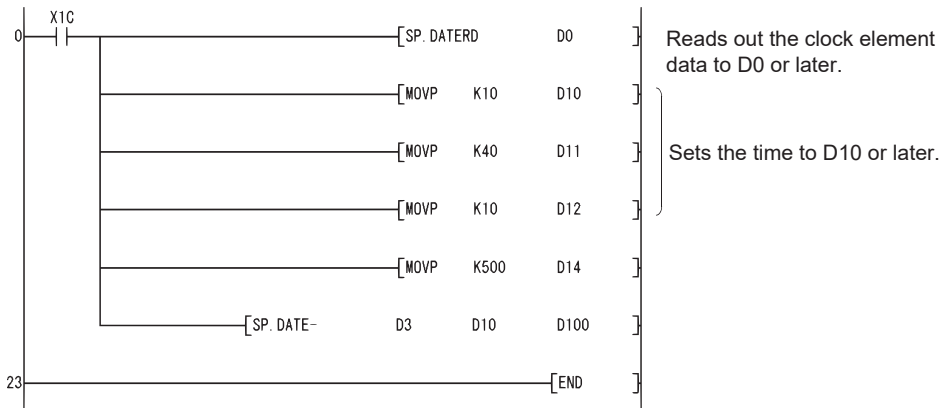 X1C
0 [SP.DATERD D0 ] Reads out the clock element
data to D0 or later.
[MOVP K10 D10 ]
[MOVP K40 D11 ] Sets the time to D10 or later.
[MOVP K10 D12 ]
[MOVP K500 D14 ]
[SP.DATE- D3 D10 D100 ]
23 [END ]